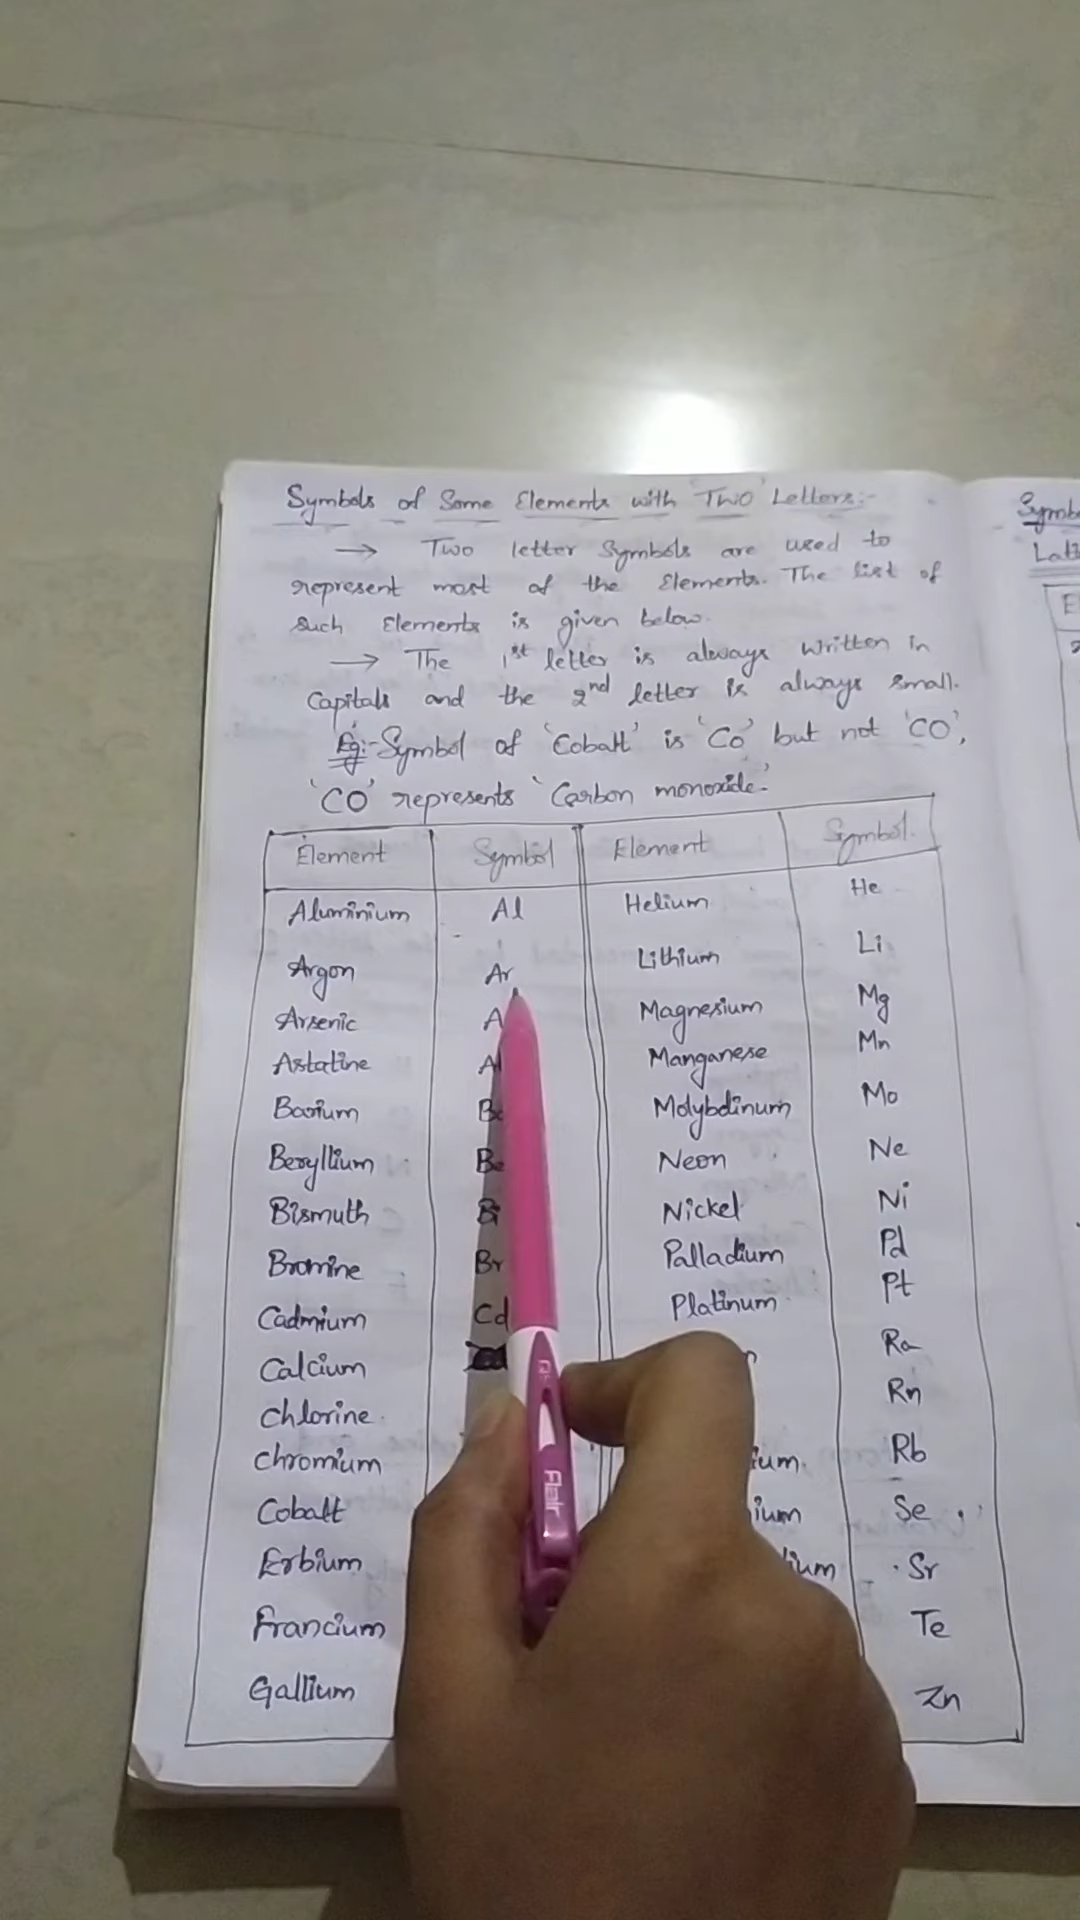 Symbols of Some Elements with 'TWO' Letters:-
→ Two letter Symbols are used to
represent most of the Elements. The list of
such Elements is given below.
→ The 1st letter is always written in
Capitals and the 2nd letter is always small.
Eg:- Symbol of 'Cobalt' is 'Co' but not 'CO',
'CO' represents 'Carbon monoxide.'
Element Symbol Element Symbol.
Aluminium Al Helium He
Argon Ar Lithium Li
Arsenic Magnesium Mg
Astatine Manganese Mn
Barium Molybdinum Mo
Beryllium Be Neon Ne
Bismuth Bi Nickel Ni
Bromine Br Palladium Pd
Cadmium Cd Platinum Pt
Calcium Ra
Chlorine Rn
Chromium Rb
Cobalt Se
Erbium Sr
Francium Te
Gallium Zn
Flair